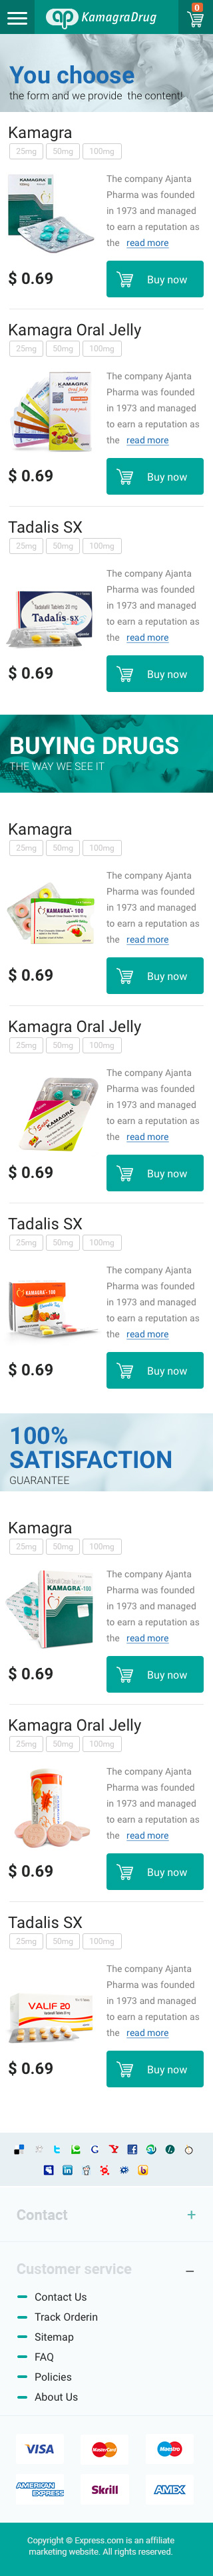 KamagraDrug
0
You choose
the form and we provide the content!
Kamagra
25mg 50mg 100mg
The company Ajanta
Pharma was founded
in 1973 and managed
to earn a reputation as
the read more
KAMAGRA
$ 0.69
Buy now
Kamagra Oral Jelly
25mg 50mg 100mg
The company Ajanta
Pharma was founded
in 1973 and managed
to earn a reputation as
the read more
KAMAGRA
$ 0.69
Buy now
Tadalis SX
25mg 50mg 100mg
The company Ajanta
Pharma was founded
in 1973 and managed
to earn a reputation as
the read more
Tadalafil Tablets 20 mg
Tadalis-sx
$ 0.69
Buy now
BUYING DRUGS
THE WAY WE SEE IT
Kamagra
25mg 50mg 100mg
The company Ajanta
Pharma was founded
in 1973 and managed
to earn a reputation as
the read more
KAMAGRA-100
$ 0.69
Buy now
Kamagra Oral Jelly
25mg 50mg 100mg
The company Ajanta
Pharma was founded
in 1973 and managed
to earn a reputation as
the read more
KAMAGRA
$ 0.69
Buy now
Tadalis SX
25mg 50mg 100mg
The company Ajanta
Pharma was founded
in 1973 and managed
to earn a reputation as
the read more
KAMAGRA-100
$ 0.69
Buy now
100%
SATISFACTION
GUARANTEE
Kamagra
25mg 50mg 100mg
The company Ajanta
Pharma was founded
in 1973 and managed
to earn a reputation as
the read more
KAMAGRA-100
$ 0.69
Buy now
Kamagra Oral Jelly
25mg 50mg 100mg
The company Ajanta
Pharma was founded
in 1973 and managed
to earn a reputation as
the read more
$ 0.69
Buy now
Tadalis SX
25mg 50mg 100mg
The company Ajanta
Pharma was founded
in 1973 and managed
to earn a reputation as
the read more
VALIF 20
$ 0.69
Buy now
Contact +
Customer service –
Contact Us
Track Orderin
Sitemap
FAQ
Policies
About Us
VISA MasterCard Maestro
AMERICAN EXPRESS Skrill AMEX
Copyright © Express.com is an affiliate
marketing website. All rights reserved.